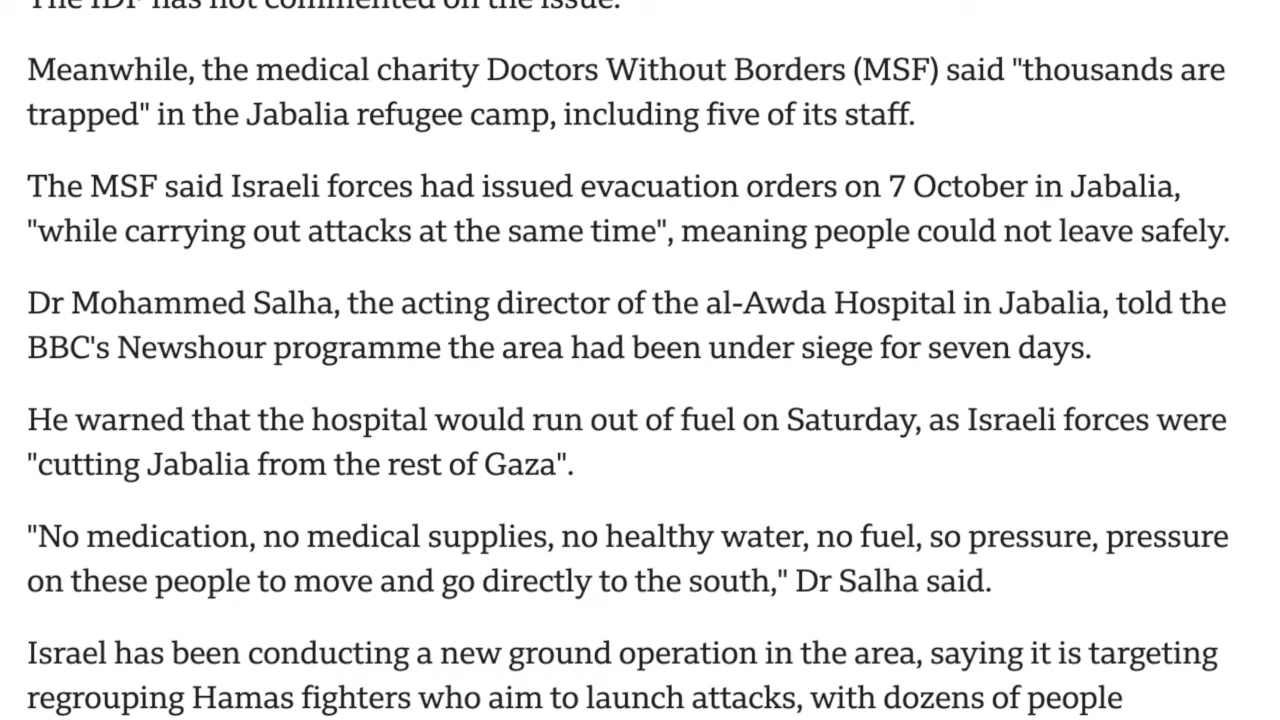 The IDF has not commented on the issue.
Meanwhile, the medical charity Doctors Without Borders (MSF) said "thousands are
trapped" in the Jabalia refugee camp, including five of its staff.
The MSF said Israeli forces had issued evacuation orders on 7 October in Jabalia,
"while carrying out attacks at the same time", meaning people could not leave safely.
Dr Mohammed Salha, the acting director of the al-Awda Hospital in Jabalia, told the
BBC's Newshour programme the area had been under siege for seven days.
He warned that the hospital would run out of fuel on Saturday, as Israeli forces were
"cutting Jabalia from the rest of Gaza".
"No medication, no medical supplies, no healthy water, no fuel, so pressure, pressure
on these people to move and go directly to the south," Dr Salha said.
Israel has been conducting a new ground operation in the area, saying it is targeting
regrouping Hamas fighters who aim to launch attacks, with dozens of people